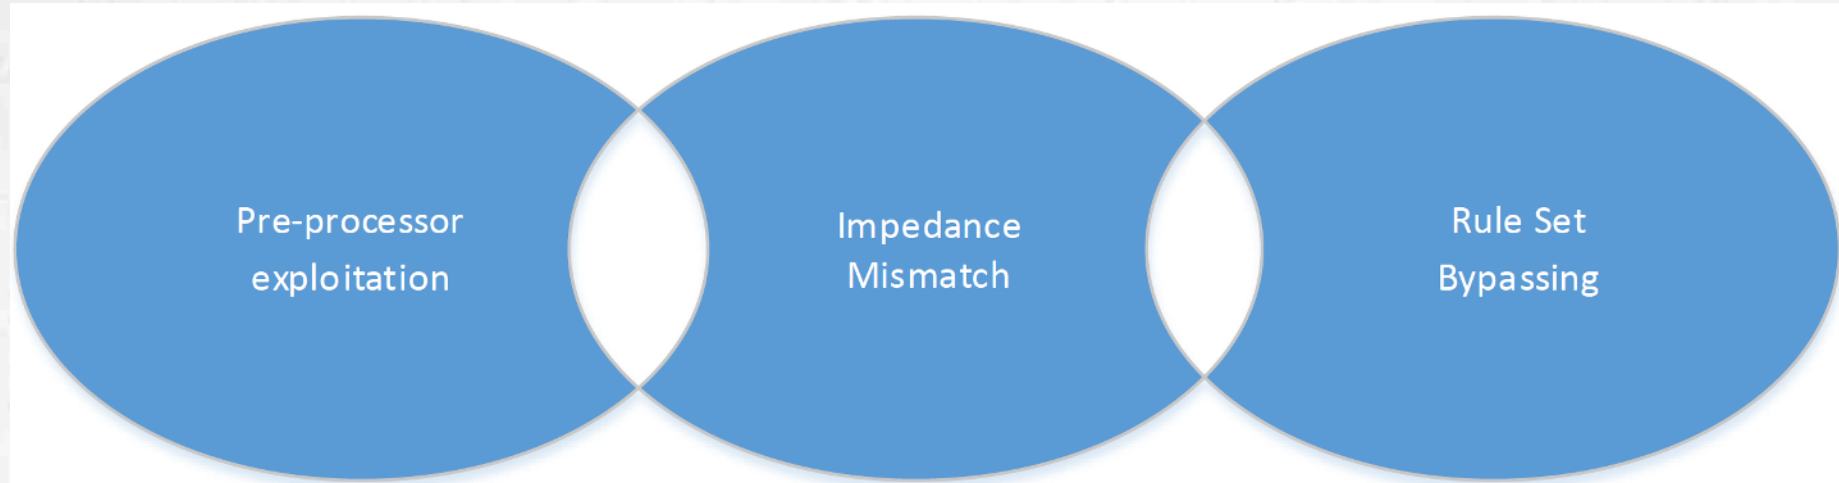 Pre-processor
exploitation
Impedance
Mismatch
Rule Set
Bypassing